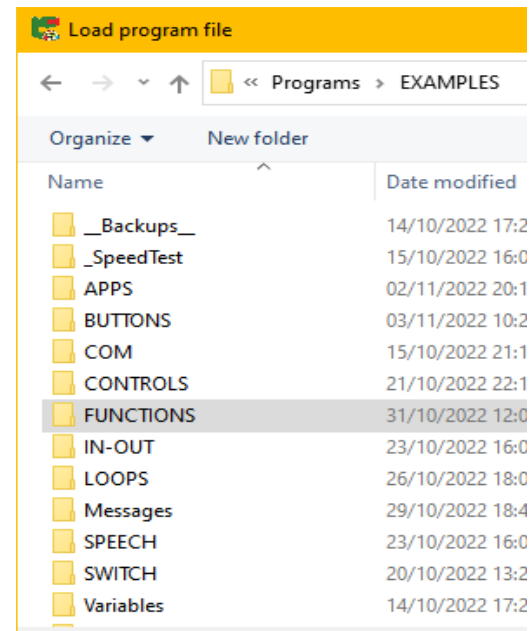 Load program file
« Programs > EXAMPLES
Organize New folder
Name Date modified
__Backups__ 14/10/2022 17:2
_SpeedTest 15/10/2022 16:0
APPS 02/11/2022 20:1
BUTTONS 03/11/2022 10:2
COM 15/10/2022 21:1
CONTROLS 21/10/2022 22:1
FUNCTIONS 31/10/2022 12:0
IN-OUT 23/10/2022 16:0
LOOPS 26/10/2022 18:0
Messages 29/10/2022 18:4
SPEECH 23/10/2022 16:0
SWITCH 20/10/2022 13:2
Variables 14/10/2022 17:2